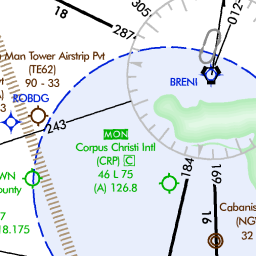 18
287
012
Man Tower Airstrip Pvt
(TE62)
90 - 33
ROBDG
BRENI
243
MON
Corpus Christi Intl
(CRP) C
46 L 75
(A) 126.8
184
169
WN
ounty
7
18.175
16
Cabanis
(NG
32